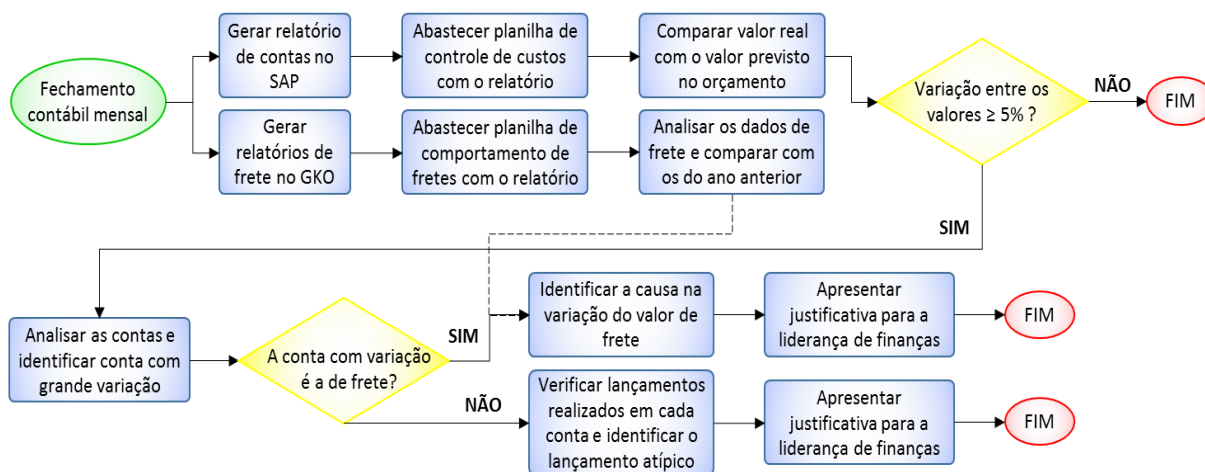 Fechamento
contábil mensal
Gerar relatório
de contas no
SAP
Abastecer planilha de
controle de custos
com o relatório
Comparar valor real
com o valor previsto
no orçamento
Variação entre os
valores ≥ 5% ?
NÃO
FIM
Gerar
relatórios de
frete no GKO
Abastecer planilha de
comportamento de
fretes com o relatório
Analisar os dados de
frete e comparar com
os do ano anterior
SIM
Analisar as contas e
identificar conta com
grande variação
A conta com variação
é a de frete?
SIM
Identificar a causa na
variação do valor de
frete
Apresentar
justificativa para a
liderança de finanças
FIM
NÃO
Verificar lançamentos
realizados em cada
conta e identificar o
lançamento atípico
Apresentar
justificativa para a
liderança de finanças
FIM